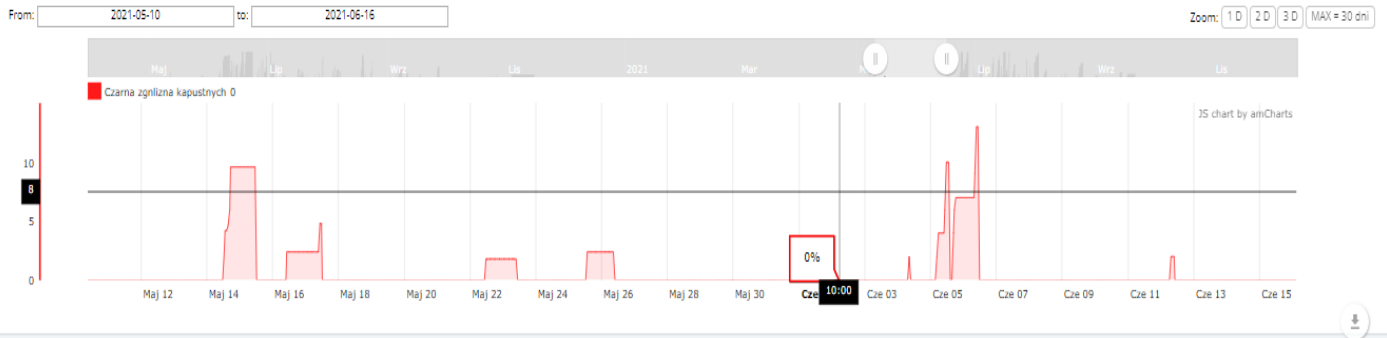 From: 2021-05-10 to: 2021-06-16 Zoom: 1 D 2 D 3 D MAX = 30 dni
Maj Lip Wrz Lis 2021 Mar Lip Wrz Lis
Czarna zgnlizna kapustnych 0
JS chart by amCharts
10
8
5
0% 
0
Maj 12 Maj 14 Maj 16 Maj 18 Maj 20 Maj 22 Maj 24 Maj 26 Maj 28 Maj 30 Cze 10:00 Cze 03 Cze 05 Cze 07 Cze 09 Cze 11 Cze 13 Cze 15